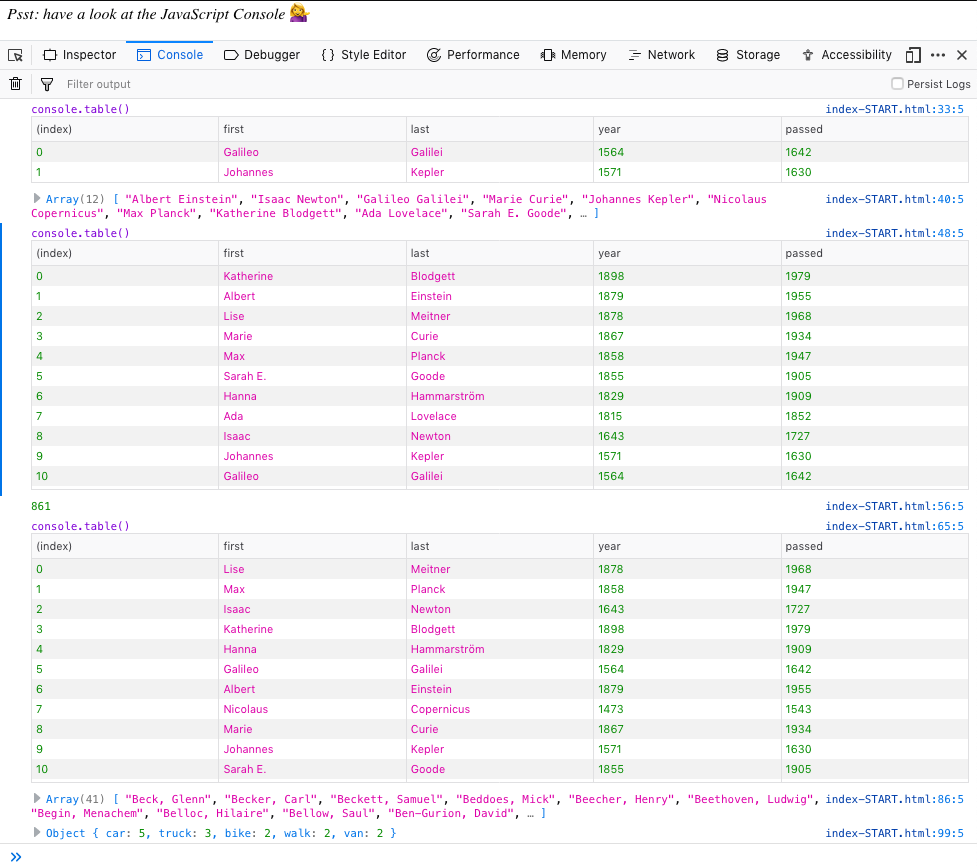 Psst: have a look at the JavaScript Console 💁‍♀️
Inspector Console Debugger { } Style Editor Performance Memory Network Storage Accessibility
Filter output Persist Logs
console.table() index-START.html:33:5
(index) first last year passed
0 Galileo Galilei 1564 1642
1 Johannes Kepler 1571 1630
Array(12) [ "Albert Einstein", "Isaac Newton", "Galileo Galilei", "Marie Curie", "Johannes Kepler", "Nicolaus index-START.html:40:5
Copernicus", "Max Planck", "Katherine Blodgett", "Ada Lovelace", "Sarah E. Goode", … ]
console.table() index-START.html:48:5
(index) first last year passed
0 Katherine Blodgett 1898 1979
1 Albert Einstein 1879 1955
2 Lise Meitner 1878 1968
3 Marie Curie 1867 1934
4 Max Planck 1858 1947
5 Sarah E. Goode 1855 1905
6 Hanna Hammarström 1829 1909
7 Ada Lovelace 1815 1852
8 Isaac Newton 1643 1727
9 Johannes Kepler 1571 1630
10 Galileo Galilei 1564 1642
861 index-START.html:56:5
console.table() index-START.html:65:5
(index) first last year passed
0 Lise Meitner 1878 1968
1 Max Planck 1858 1947
2 Isaac Newton 1643 1727
3 Katherine Blodgett 1898 1979
4 Hanna Hammarström 1829 1909
5 Galileo Galilei 1564 1642
6 Albert Einstein 1879 1955
7 Nicolaus Copernicus 1473 1543
8 Marie Curie 1867 1934
9 Johannes Kepler 1571 1630
10 Sarah E. Goode 1855 1905
Array(41) [ "Beck, Glenn", "Becker, Carl", "Beckett, Samuel", "Beddoes, Mick", "Beecher, Henry", "Beethoven, Ludwig", index-START.html:86:5
"Begin, Menachem", "Belloc, Hilaire", "Bellow, Saul", "Ben-Gurion, David", … ]
Object { car: 5, truck: 3, bike: 2, walk: 2, van: 2 } index-START.html:99:5